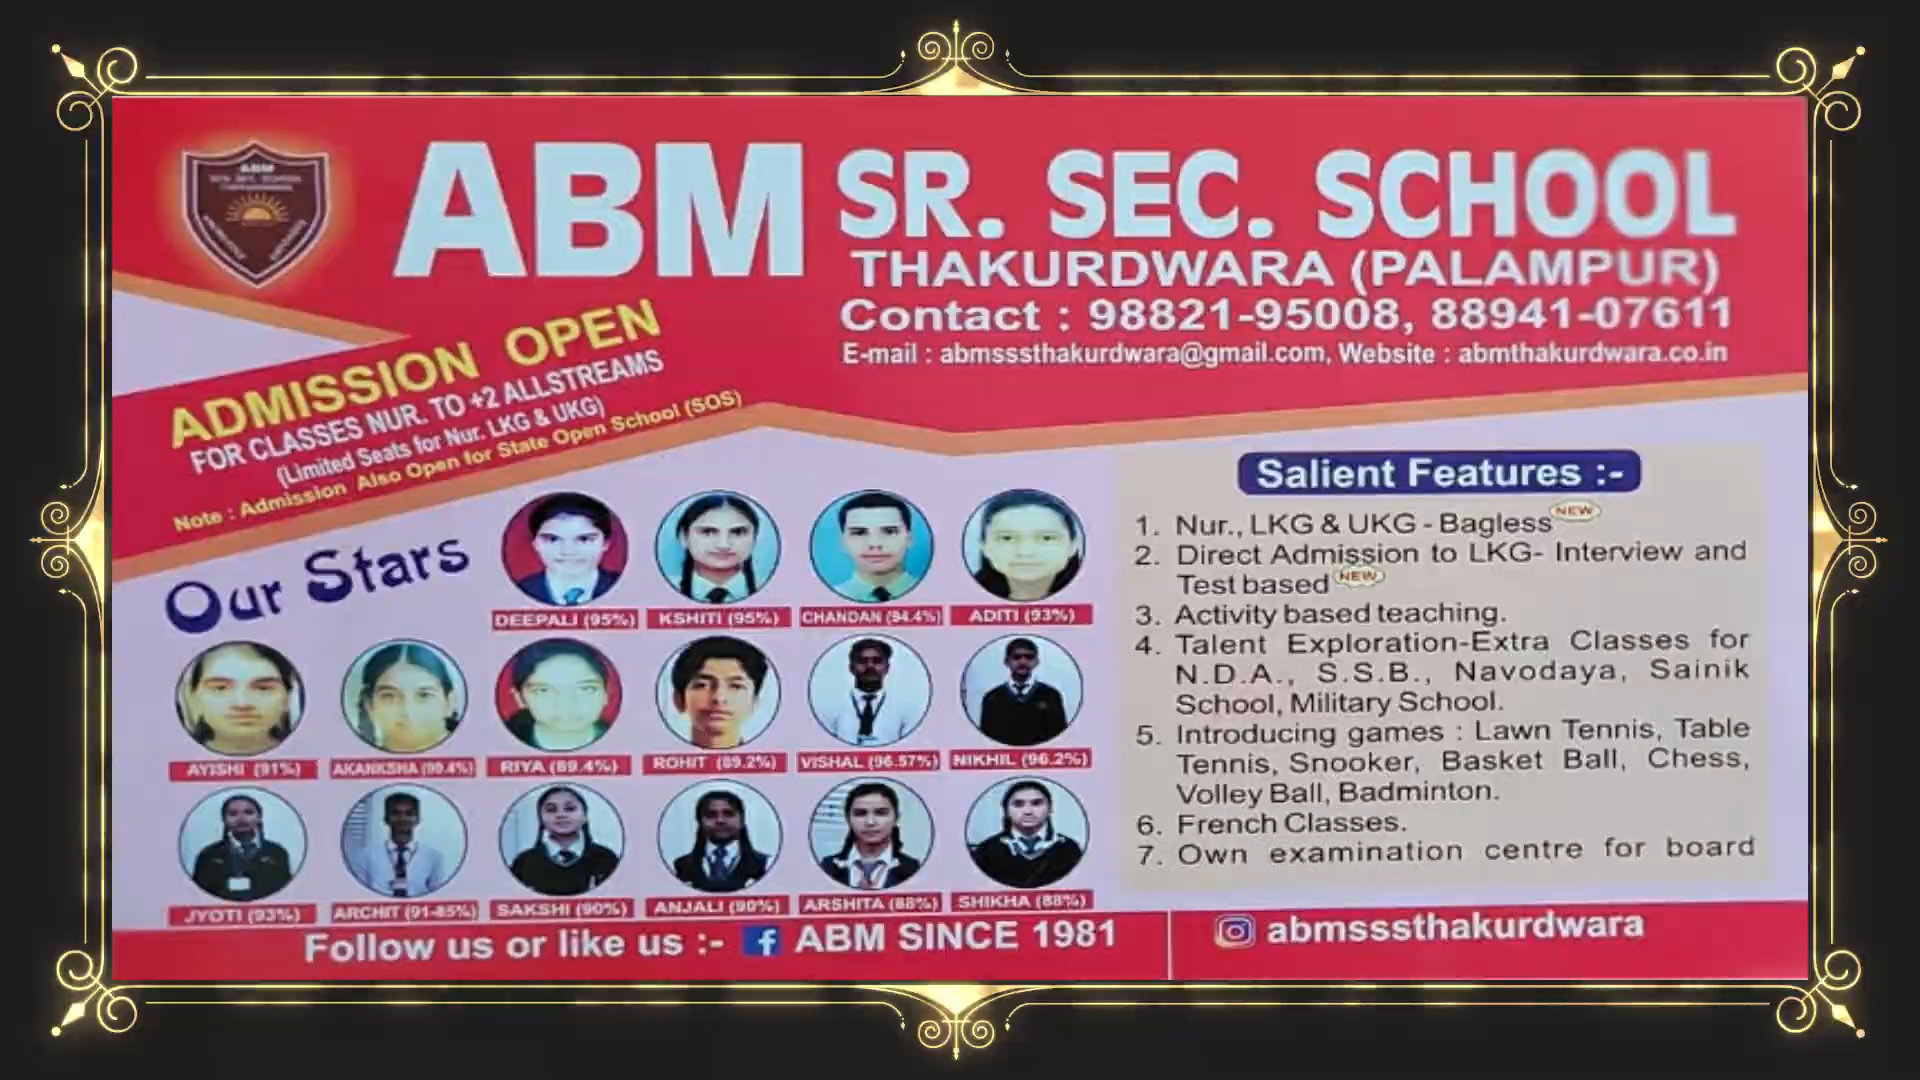 ABM
ABM
SR. SEC. SCHOOL
THAKURDWARA (PALAMPUR)
Contact : 98821-95008, 88941-07611
E-mail : abmsssthakurdwara@gmail.com, Website : abmthakurdwara.co.in
ADMISSION OPEN
FOR CLASSES NUR. TO +2 ALLSTREAMS
(Limited Seats for Nur. LKG & UKG)
Note : Admission Also Open for State Open School (SOS)
Our Stars
DEEPALI (95%) KSHITI (95%) CHANDAN (94.4%) ADITI (93%)
AYISHI (91%) AKANKSHA RIYA (89.4%) ROHIT (89.2%) VISHAL (96.57%) NIKHIL (96.2%)
JYOTI (93%) ARCHIT (91-85%) SAKSHI (90%) ANJALI (90%) ARSHITA (88%) SHIKHA (88%)
Salient Features :-
1. Nur., LKG & UKG - Bagless NEW
2. Direct Admission to LKG- Interview and
Test based NEW
3. Activity based teaching.
4. Talent Exploration-Extra Classes for
N.D.A., S.S.B., Navodaya, Sainik
School, Military School.
5. Introducing games : Lawn Tennis, Table
Tennis, Snooker, Basket Ball, Chess,
Volley Ball, Badminton.
6. French Classes.
7. Own examination centre for board
Follow us or like us :- f ABM SINCE 1981
abmsssthakurdwara